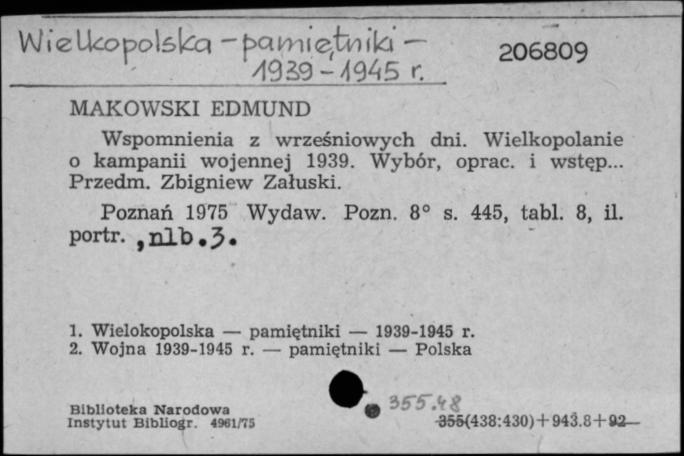 Wielkopolska - pamiętniki -
1939 - 1945 r.
206809
MAKOWSKI EDMUND
Wspomnienia z wrześniowych dni. Wielkopolanie
o kampanii wojennej 1939. Wybór, oprac. i wstęp...
Przedm. Zbigniew Załuski.
Poznań 1975 Wydaw. Pozn. 8° s. 445, tabl. 8, il.
portr. , nlb. 3.
1. Wielokopolska — pamiętniki — 1939-1945 r.
2. Wojna 1939-1945 r. — pamiętniki — Polska
Biblioteka Narodowa
Instytut Bibliogr. 4961/75
355.48
355(438:430)+943.8+92